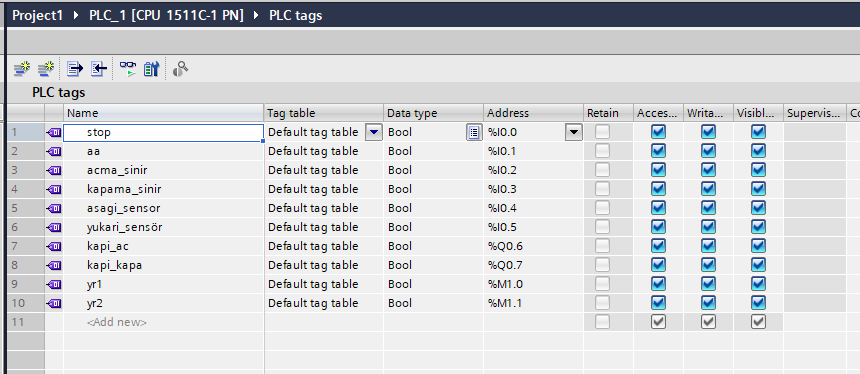 Project1 ▸ PLC_1 [CPU 1511C-1 PN] ▸ PLC tags
PLC tags
Name Tag table Data type Address Retain Acces... Writa... Visibl... Supervis... Co
1 stop Default tag table Bool %I0.0
2 aa Default tag table Bool %I0.1
3 acma_sinir Default tag table Bool %I0.2
4 kapama_sinir Default tag table Bool %I0.3
5 asagi_sensor Default tag table Bool %I0.4
6 yukari_sensör Default tag table Bool %I0.5
7 kapi_ac Default tag table Bool %Q0.6
8 kapi_kapa Default tag table Bool %Q0.7
9 yr1 Default tag table Bool %M1.0
10 yr2 Default tag table Bool %M1.1
11 <Add new>